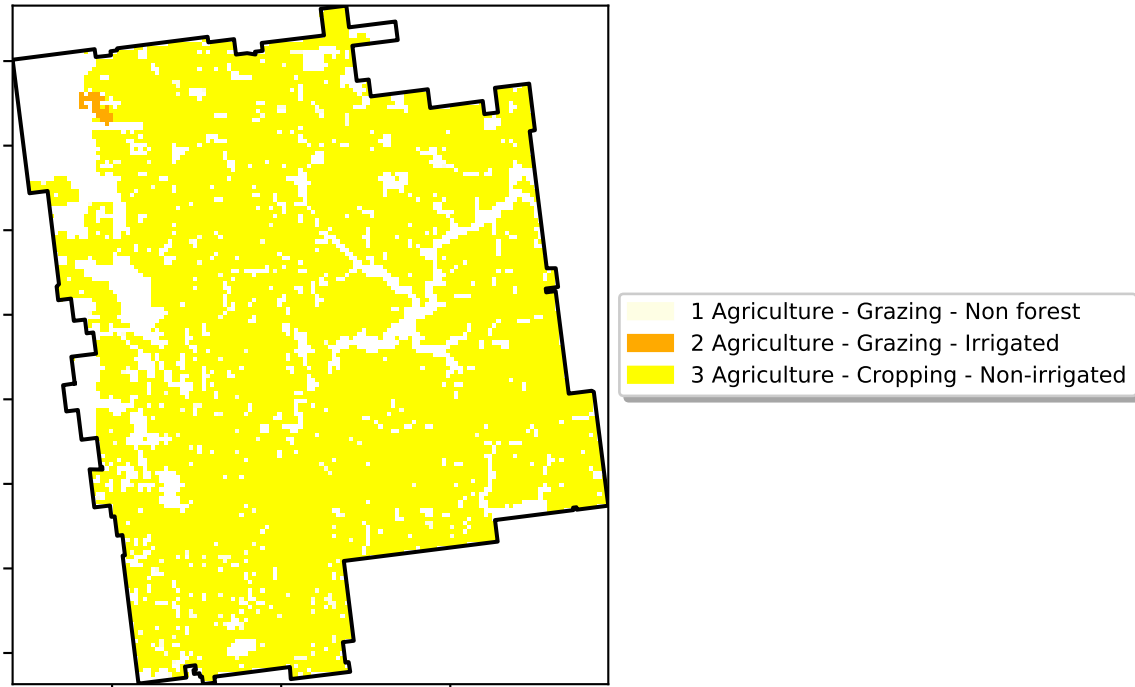 1 Agriculture - Grazing - Non forest
2 Agriculture - Grazing - Irrigated
3 Agriculture - Cropping - Non-irrigated